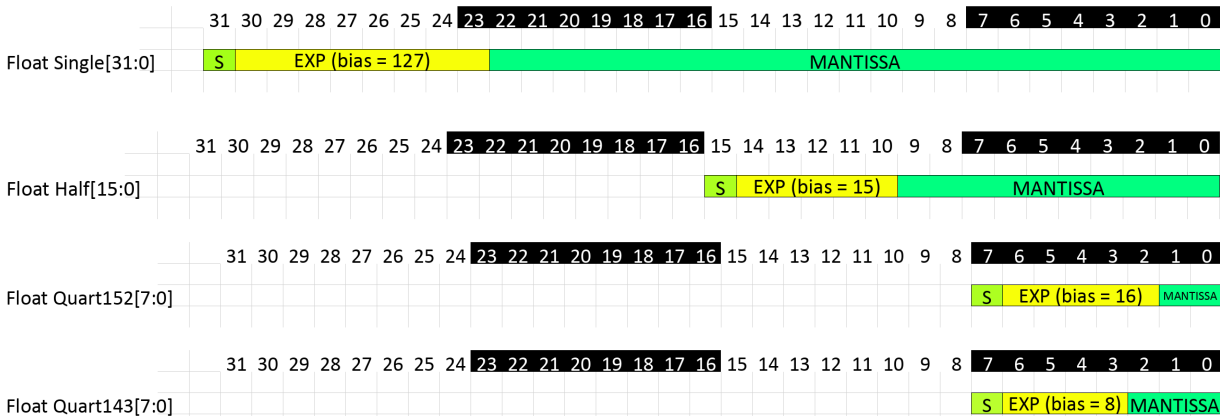 31 30 29 28 27 26 25 24 23 22 21 20 19 18 17 16 15 14 13 12 11 10 9 8 7 6 5 4 3 2 1 0
Float Single[31:0] S EXP (bias = 127) MANTISSA
31 30 29 28 27 26 25 24 23 22 21 20 19 18 17 16 15 14 13 12 11 10 9 8 7 6 5 4 3 2 1 0
Float Half[15:0] S EXP (bias = 15) MANTISSA
31 30 29 28 27 26 25 24 23 22 21 20 19 18 17 16 15 14 13 12 11 10 9 8 7 6 5 4 3 2 1 0
Float Quart152[7:0] S EXP (bias = 16) MANTISSA
31 30 29 28 27 26 25 24 23 22 21 20 19 18 17 16 15 14 13 12 11 10 9 8 7 6 5 4 3 2 1 0
Float Quart143[7:0] S EXP (bias = 8) MANTISSA